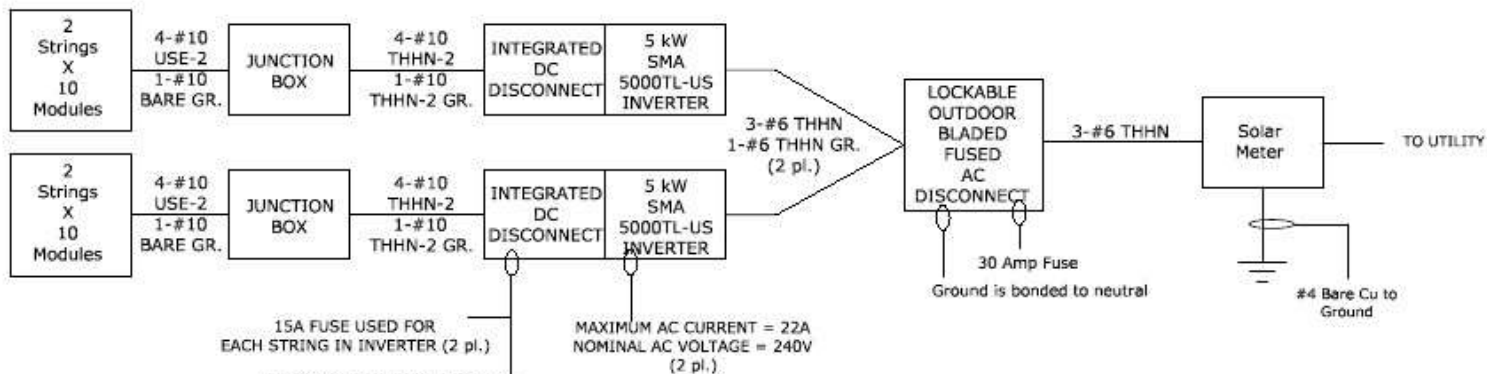 2
Strings
X
10
Modules
4-#10
USE-2
1-#10
BARE GR.
JUNCTION
BOX
4-#10
THHN-2
1-#10
THHN-2 GR.
INTEGRATED
DC
DISCONNECT
5 kW
SMA
5000TL-US
INVERTER
2
Strings
X
10
Modules
4-#10
USE-2
1-#10
BARE GR.
JUNCTION
BOX
4-#10
THHN-2
1-#10
THHN-2 GR.
INTEGRATED
DC
DISCONNECT
5 kW
SMA
5000TL-US
INVERTER
3-#6 THHN
1-#6 THHN GR.
(2 pl.)
LOCKABLE
OUTDOOR
BLADED
FUSED
AC
DISCONNECT
3-#6 THHN
Solar
Meter
TO UTILITY
30 Amp Fuse
Ground is bonded to neutral
#4 Bare Cu to
Ground
15A FUSE USED FOR
EACH STRING IN INVERTER (2 pl.)
MAXIMUM AC CURRENT = 22A
NOMINAL AC VOLTAGE = 240V
(2 pl.)